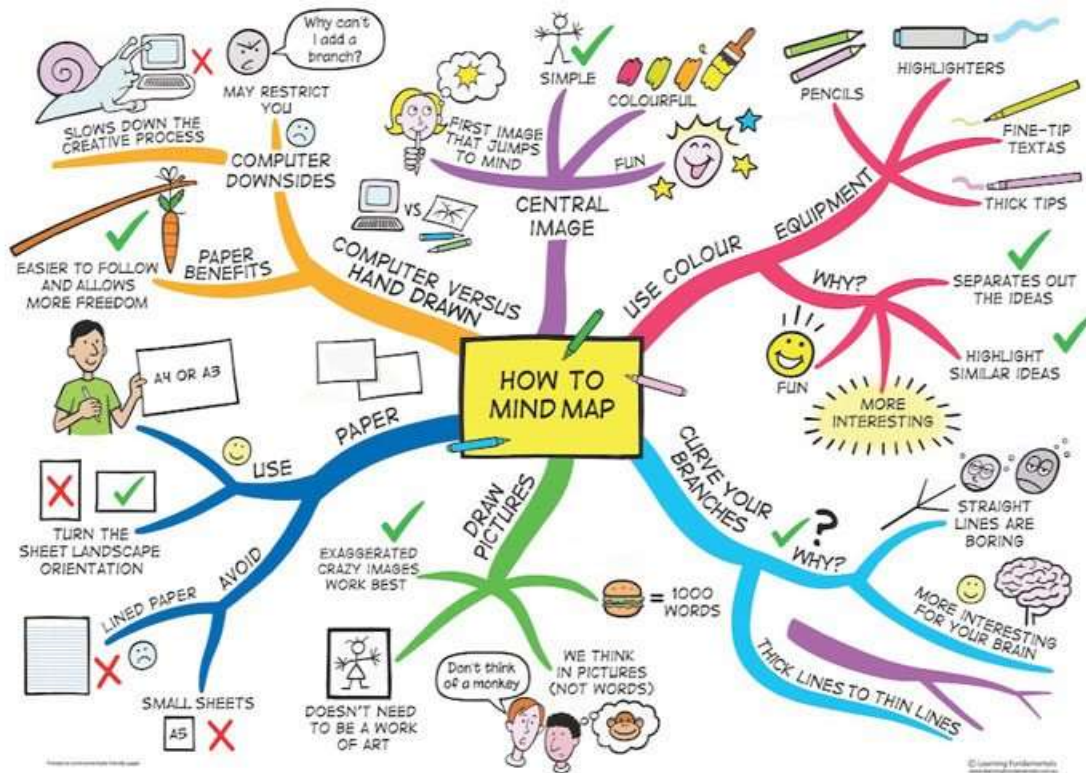 HOW TO
MIND MAP
CENTRAL
IMAGE
FIRST IMAGE
THAT JUMPS
TO MIND
SIMPLE
COLOURFUL
FUN
USE COLOUR
EQUIPMENT
PENCILS
HIGHLIGHTERS
FINE-TIP
TEXTAS
THICK TIPS
WHY?
SEPARATES OUT
THE IDEAS
HIGHLIGHT
SIMILAR IDEAS
MORE
INTERESTING
FUN
CURVE YOUR
BRANCHES
WHY?
STRAIGHT
LINES ARE
BORING
MORE INTERESTING
FOR YOUR
BRAIN
THICK LINES TO THIN LINES
DRAW
PICTURES
= 1000
WORDS
WE THINK
IN PICTURES
(NOT WORDS)
Don't think
of a monkey
DOESN'T NEED
TO BE A WORK
OF ART
EXAGGERATED
CRAZY IMAGES
WORK BEST
PAPER
USE
A4 OR A3
TURN THE
SHEET LANDSCAPE
ORIENTATION
AVOID
LINED PAPER
SMALL SHEETS
A5
COMPUTER VERSUS
HAND DRAWN
VS.
PAPER
BENEFITS
EASIER TO FOLLOW
AND ALLOWS
MORE FREEDOM
COMPUTER
DOWNSIDES
SLOWS DOWN THE
CREATIVE PROCESS
MAY RESTRICT
YOU
Why can't
I add a
branch?
© Learning Fundamentals